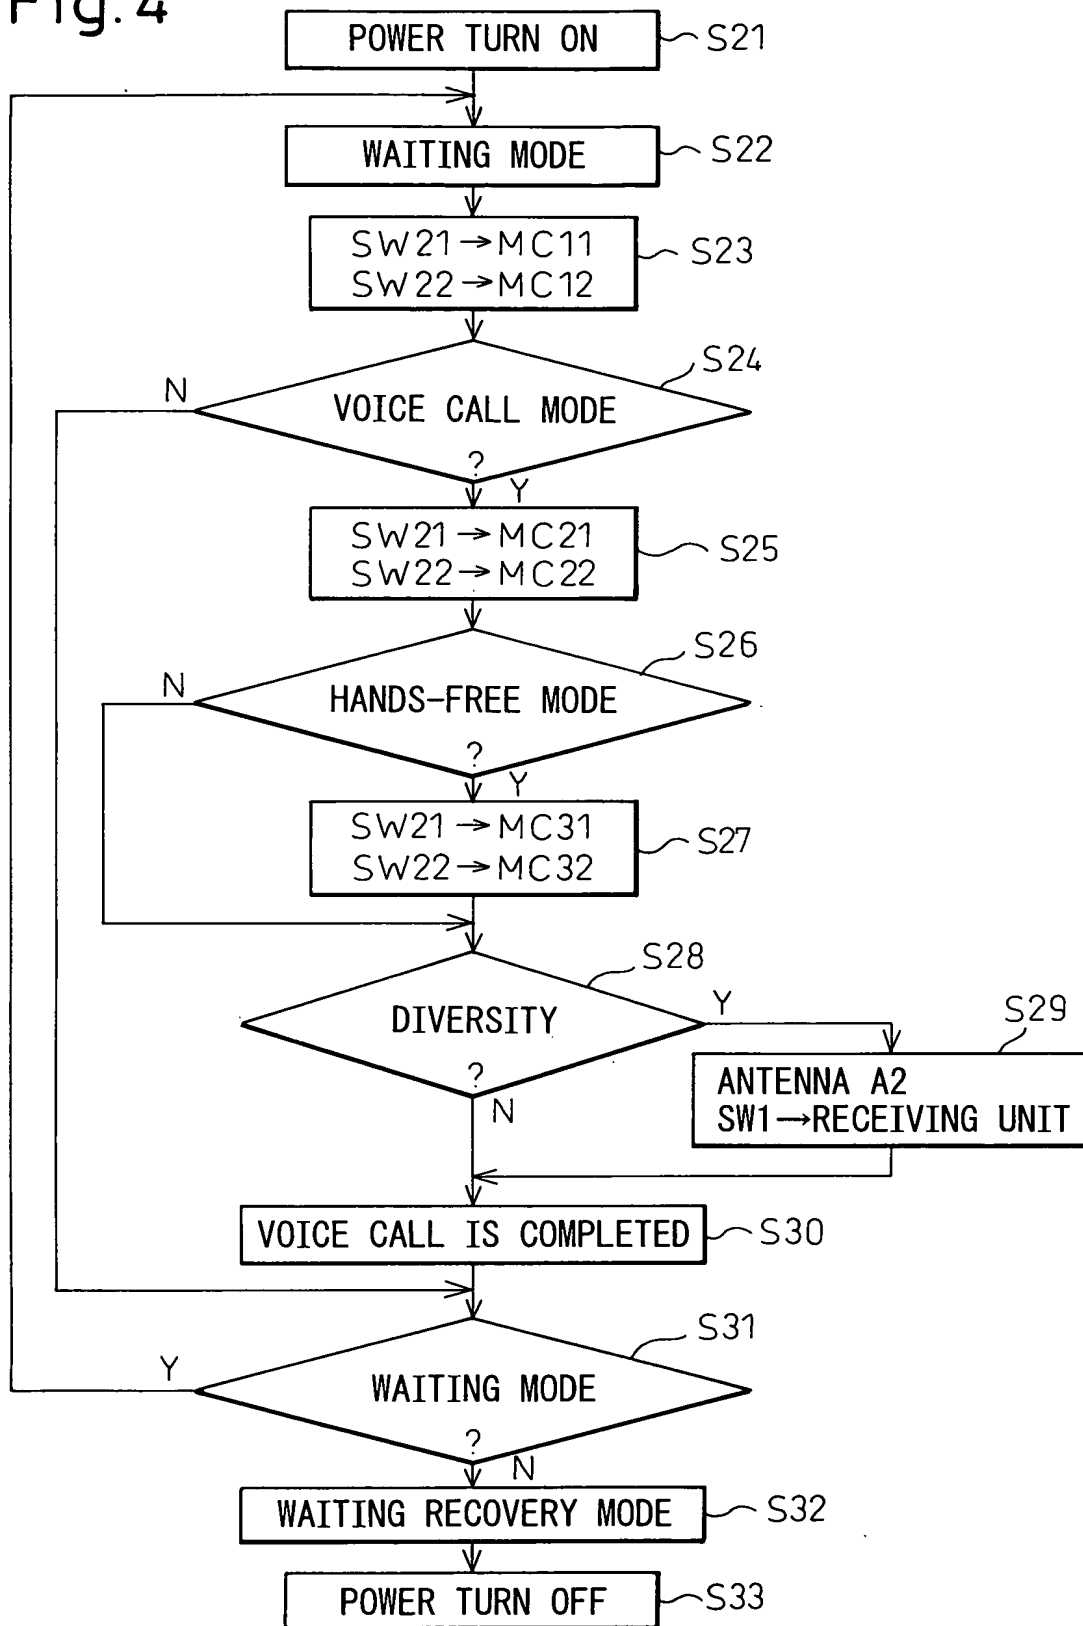 Fig.4
POWER TURN ON S21
WAITING MODE S22
SW21→MC11
SW22→MC12
S23
S24
N
VOICE CALL MODE
?
Y
SW21→MC21
SW22→MC22
S25
S26
N
HANDS-FREE MODE
?
Y
SW21→MC31
SW22→MC32
S27
S28
DIVERSITY
?
Y
N
S29
ANTENNA A2
SW1→RECEIVING UNIT
VOICE CALL IS COMPLETED S30
S31
Y
WAITING MODE
?
N
WAITING RECOVERY MODE S32
POWER TURN OFF S33